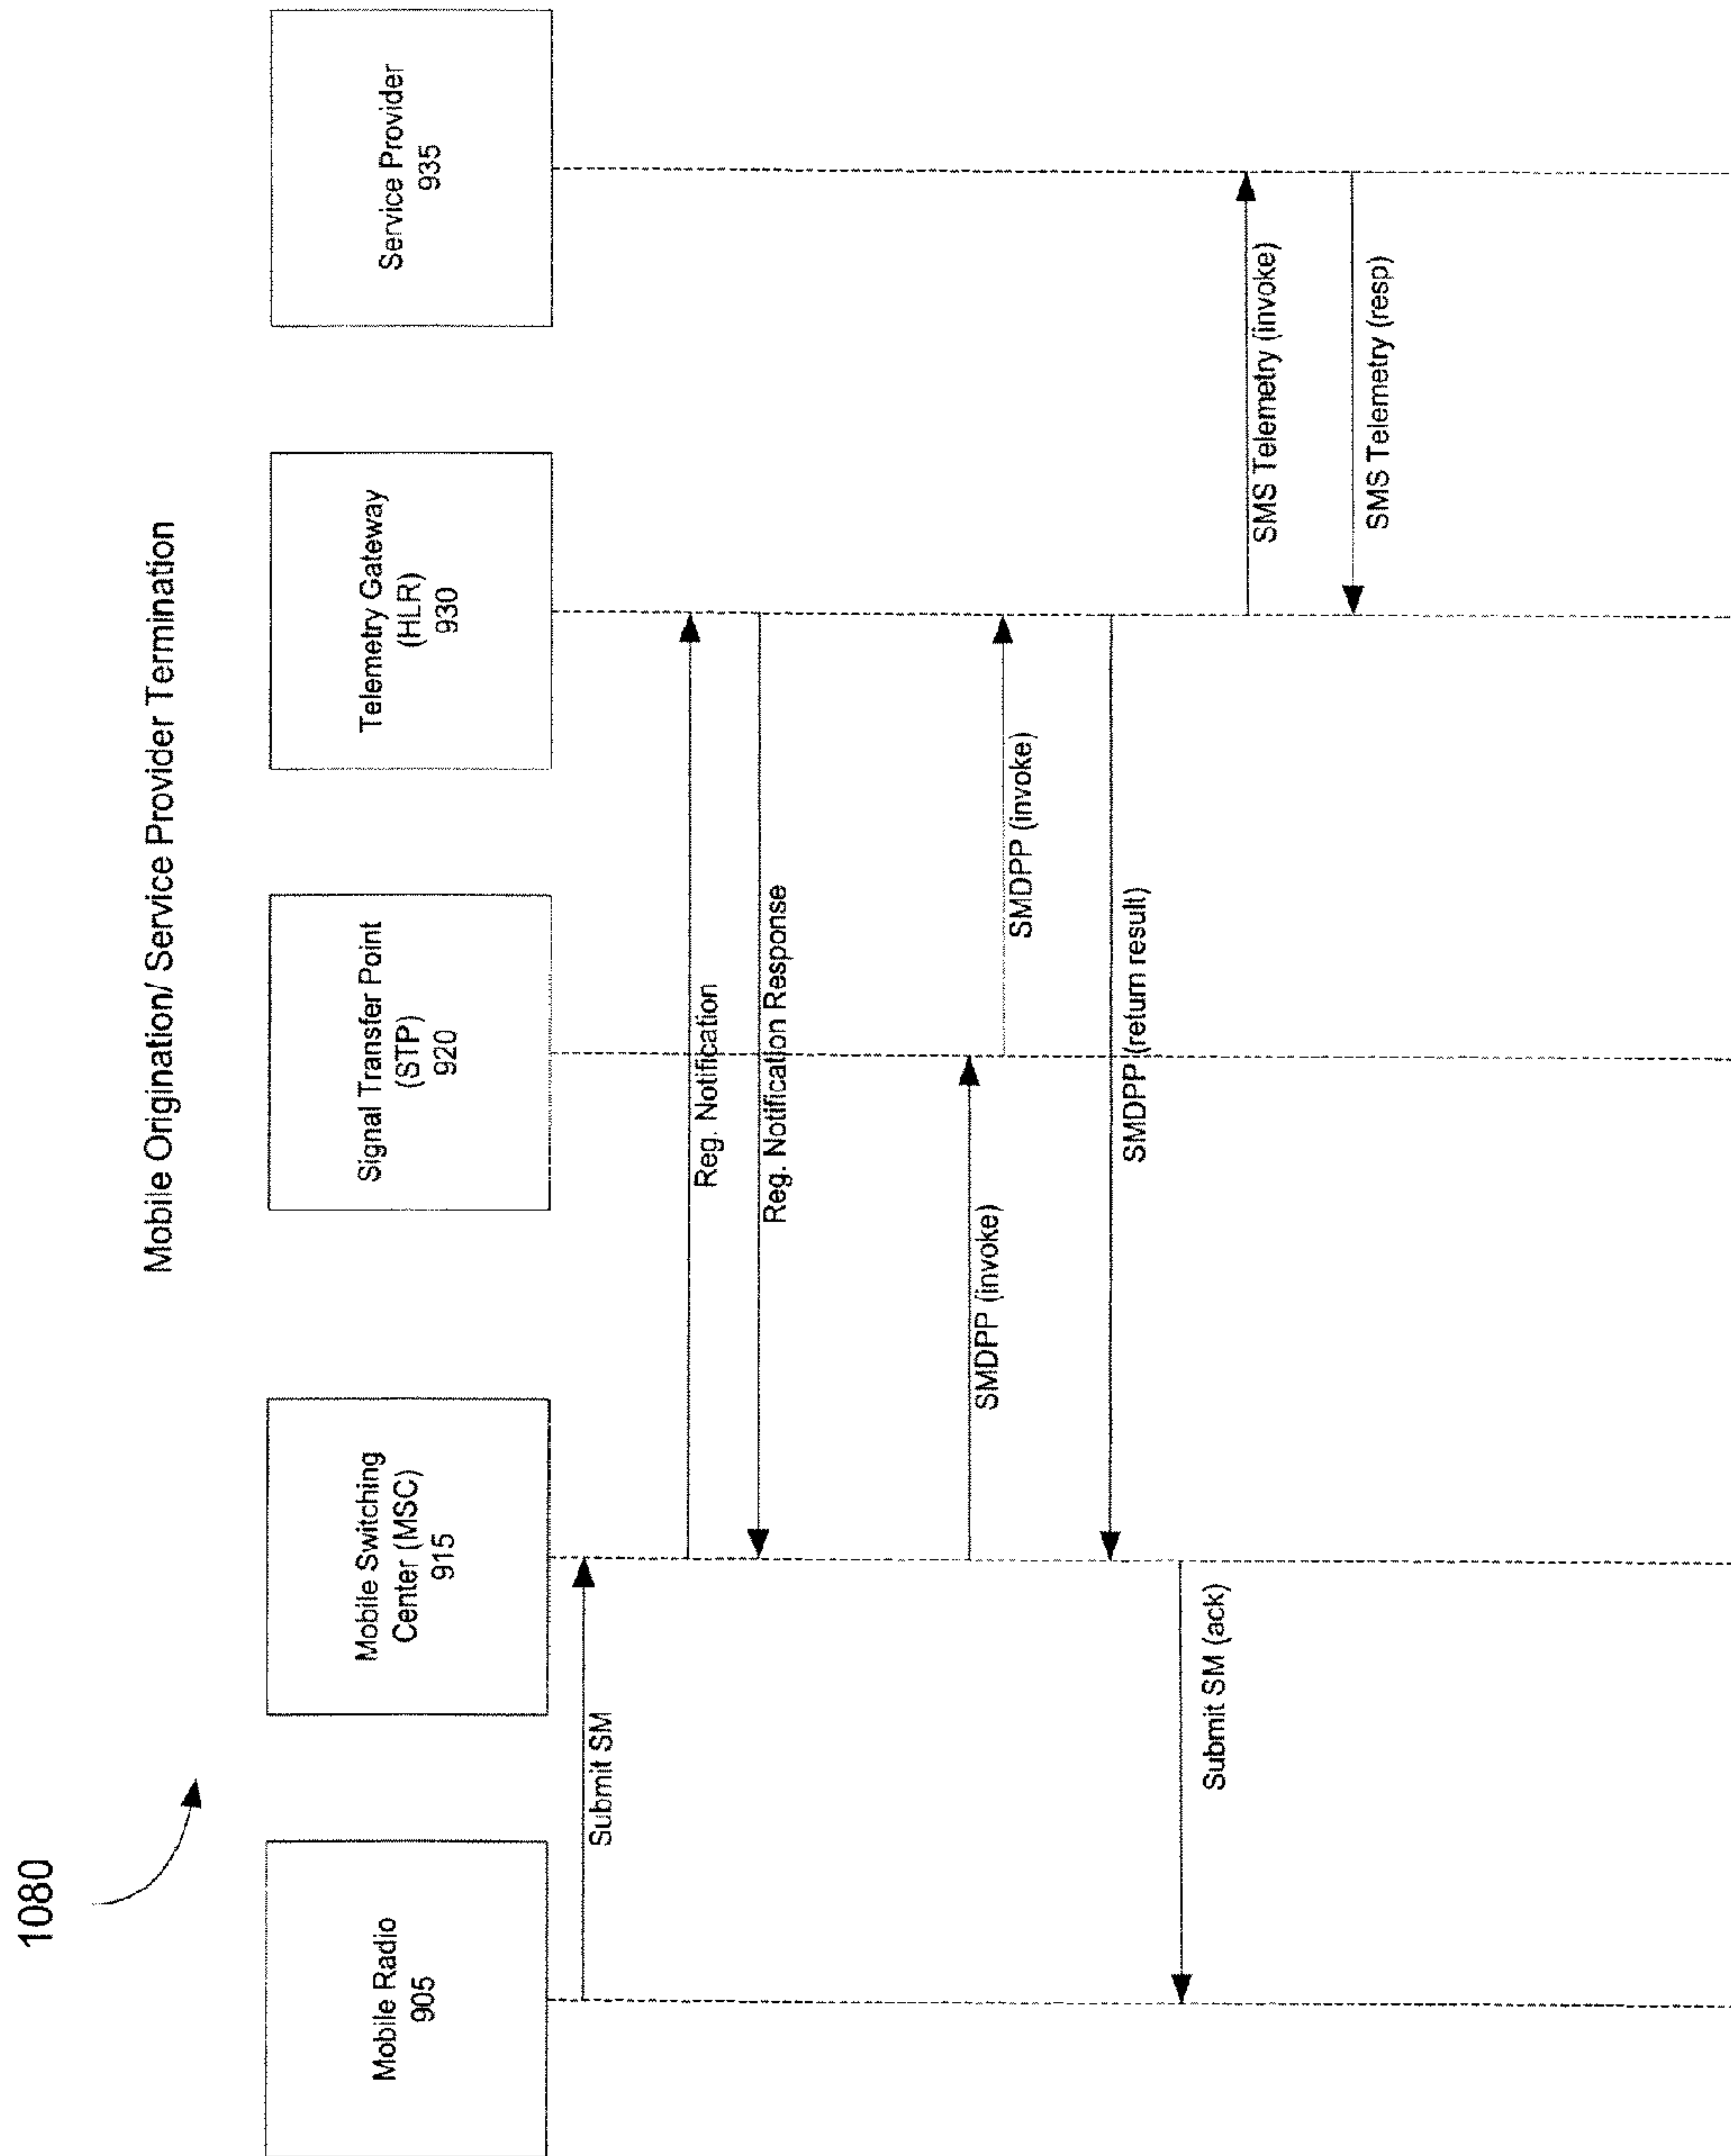 1080
Mobile Origination/ Service Provider Termination
Mobile Radio
905
Mobile Switching
Center (MSC)
915
Signal Transfer Point
(STP)
920
Telemetry Gateway
(HLR)
930
Service Provider
935
Submit SM
Reg. Notification
Reg. Notification Response
SMDPP (invoke)
SMDPP (invoke)
SMDPP (return result)
Submit SM (ack)
SMS Telemetry (invoke)
SMS Telemetry (resp)